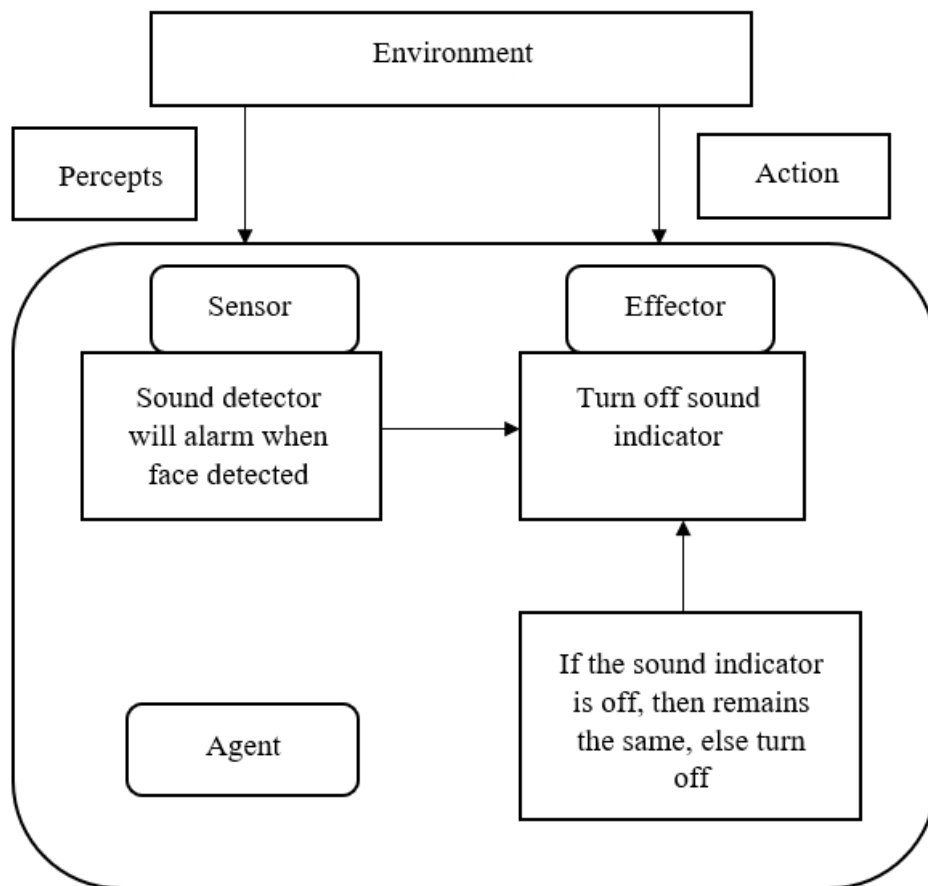 Environment
Percepts
Action
Sensor
Effector
Sound detector
will alarm when
face detected
Turn off sound
indicator
If the sound indicator
is off, then remains
the same, else turn
off
Agent